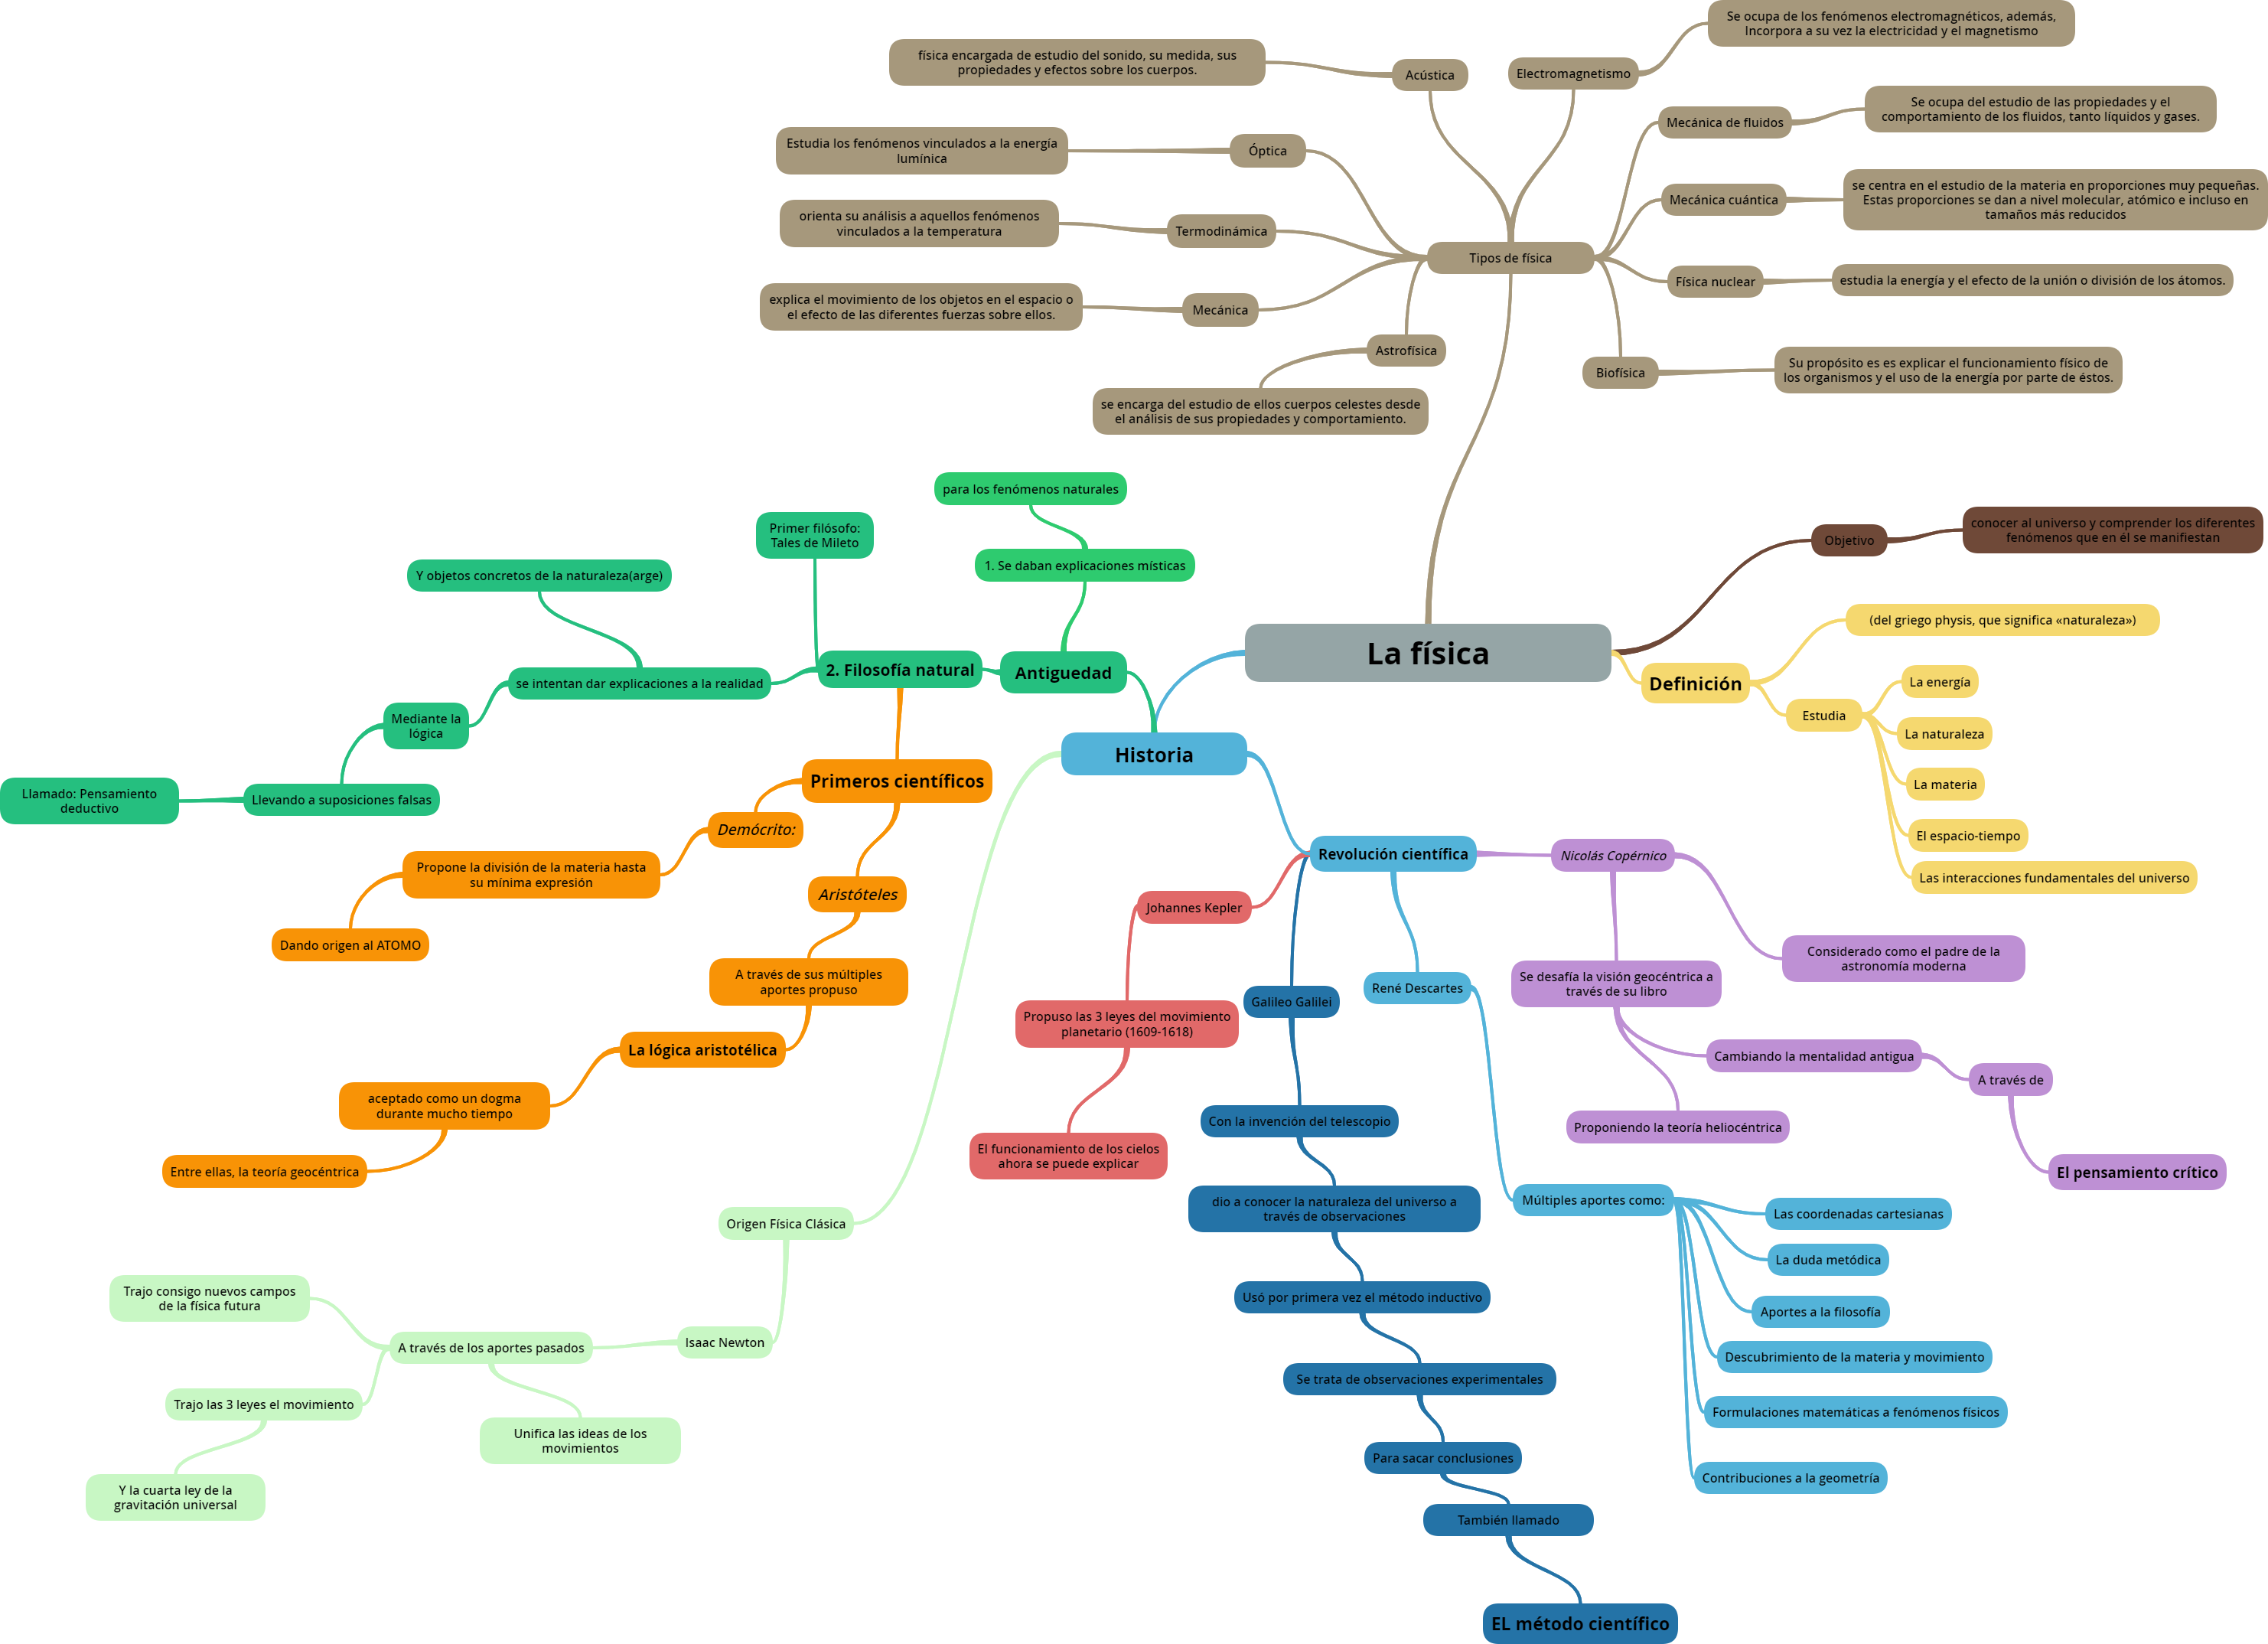 Se ocupa de los fenómenos electromagnéticos, además,
Incorpora a su vez la electricidad y el magnetismo
física encargada de estudio del sonido, su medida, sus
propiedades y efectos sobre los cuerpos.
Acústica
Electromagnetismo
Se ocupa del estudio de las propiedades y el
comportamiento de los fluidos, tanto líquidos y gases.
Mecánica de fluidos
Estudia los fenómenos vinculados a la energía
lumínica
Óptica
se centra en el estudio de la materia en proporciones muy pequeñas.
Estas proporciones se dan a nivel molecular, atómico e incluso en
tamaños más reducidos
Mecánica cuántica
orienta su análisis a aquellos fenómenos
vinculados a la temperatura
Termodinámica
Tipos de física
Física nuclear
estudia la energía y el efecto de la unión o división de los átomos.
explica el movimiento de los objetos en el espacio o
el efecto de las diferentes fuerzas sobre ellos.
Mecánica
Astrofísica
Biofísica
Su propósito es es explicar el funcionamiento físico de
los organismos y el uso de la energía por parte de éstos.
se encarga del estudio de ellos cuerpos celestes desde
el análisis de sus propiedades y comportamiento.
para los fenómenos naturales
Primer filósofo:
Tales de Mileto
1. Se daban explicaciones místicas
Y objetos concretos de la naturaleza(arge)
Objetivo
conocer al universo y comprender los diferentes
fenómenos que en él se manifiestan
La física
(del griego physis, que significa «naturaleza»)
2. Filosofía natural
Antiguedad
se intentan dar explicaciones a la realidad
Definición
La energía
Mediante la
lógica
Estudia
La naturaleza
Historia
La materia
Primeros científicos
Llamado: Pensamiento
deductivo
Llevando a suposiciones falsas
Demócrito:
El espacio-tiempo
Las interacciones fundamentales del universo
Revolución científica
Nicolás Copérnico
Propone la división de la materia hasta
su mínima expresión
Aristóteles
Johannes Kepler
Dando origen al ATOMO
Considerado como el padre de la
astronomía moderna
A través de sus múltiples
aportes propuso
Se desafía la visión geocéntrica a
través de su libro
Galileo Galilei
René Descartes
Propuso las 3 leyes del movimiento
planetario (1609-1618)
La lógica aristotélica
Cambiando la mentalidad antigua
A través de
aceptado como un dogma
durante mucho tiempo
Con la invención del telescopio
Proponiendo la teoría heliocéntrica
El funcionamiento de los cielos
ahora se puede explicar
Entre ellas, la teoría geocéntrica
El pensamiento crítico
dio a conocer la naturaleza del universo a
través de observaciones
Múltiples aportes como:
Las coordenadas cartesianas
Origen Física Clásica
La duda metódica
Trajo consigo nuevos campos
de la física futura
Usó por primera vez el método inductivo
Aportes a la filosofía
A través de los aportes pasados
Isaac Newton
Descubrimiento de la materia y movimiento
Se trata de observaciones experimentales
Trajo las 3 leyes el movimiento
Formulaciones matemáticas a fenómenos físicos
Unifica las ideas de los
movimientos
Para sacar conclusiones
Contribuciones a la geometría
Y la cuarta ley de la
gravitación universal
También llamado
EL método científico